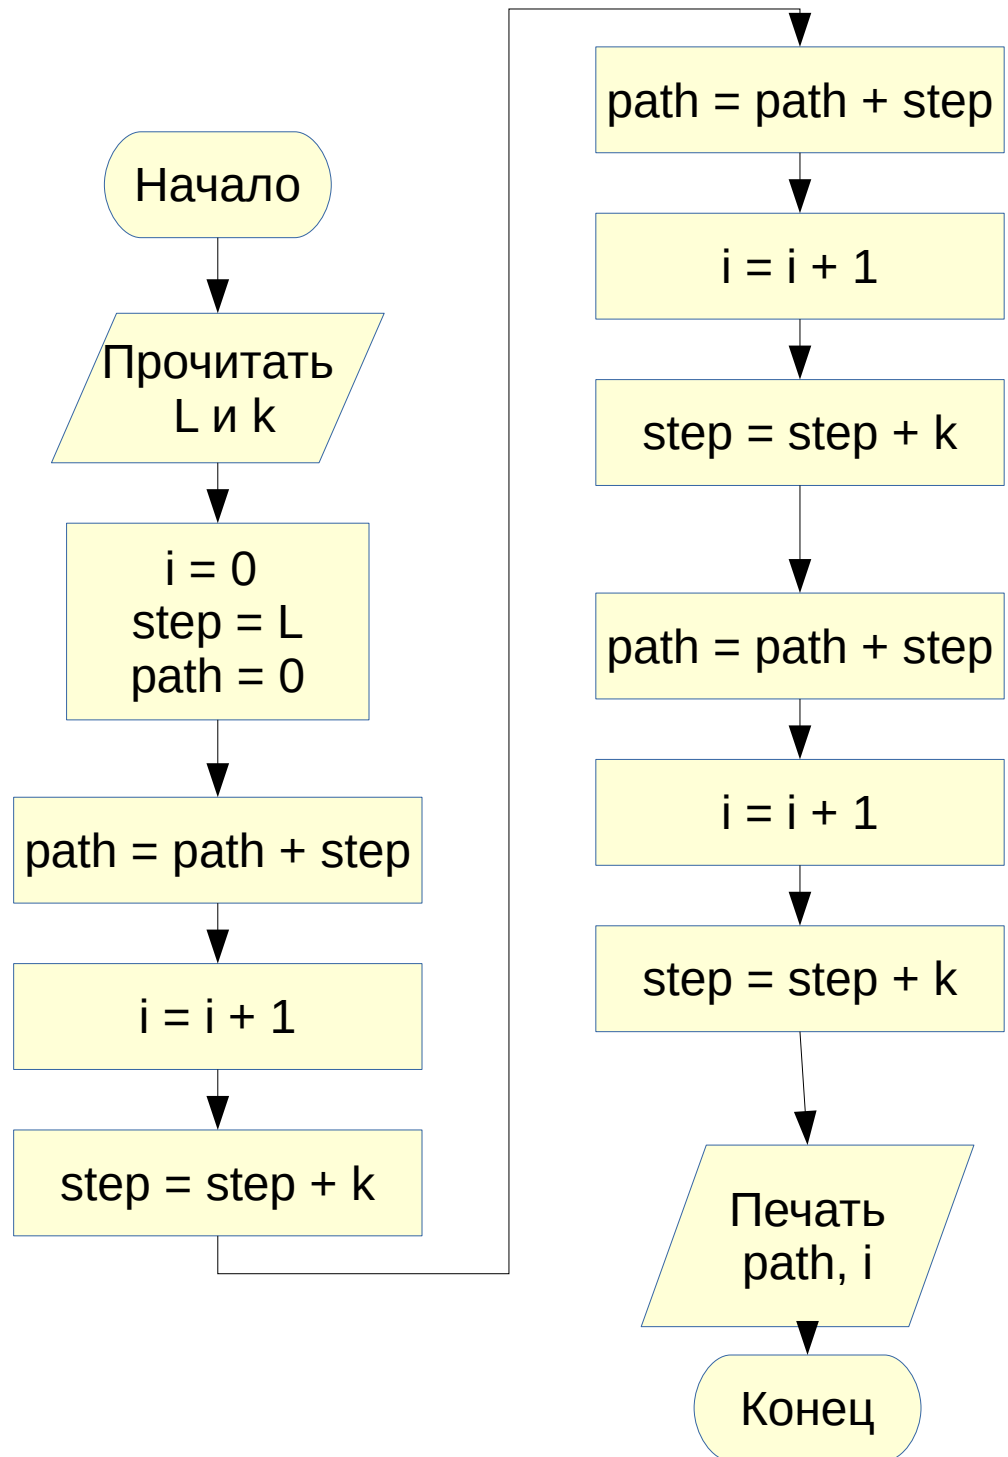 Начало
Прочитать
L и k
i = 0
step = L
path = 0
path = path + step
i = i + 1
step = step + k
path = path + step
i = i + 1
step = step + k
path = path + step
i = i + 1
step = step + k
Печать
path, i
Конец